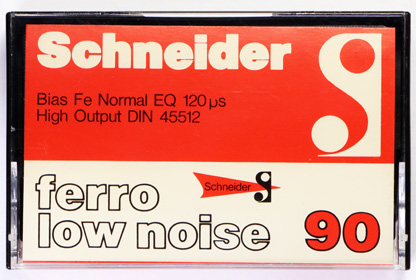 Schneider
Bias Fe Normal EQ 120 µs
High Output DIN 45512
Schneider
ferro
low noise 90